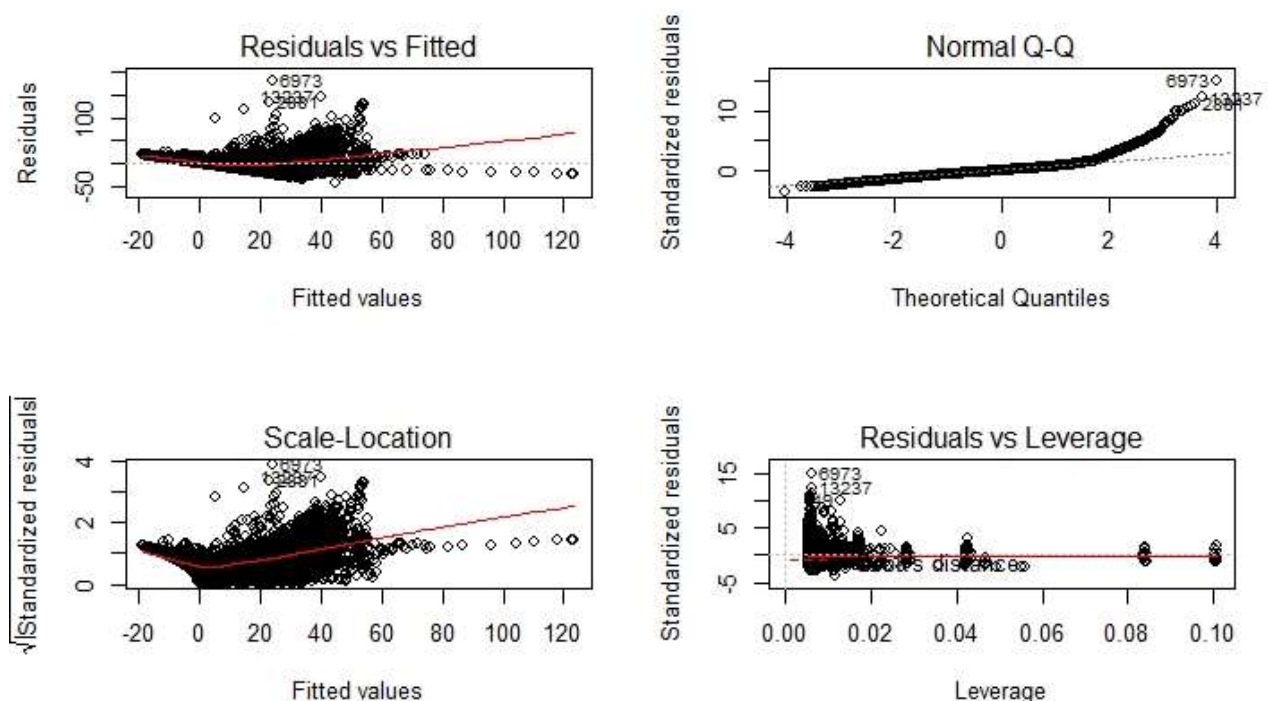 Residuals vs Fitted
Residuals
100
-50
6973
-20 0 20 40 60 80 100 120
Fitted values
Normal Q-Q
Standardized residuals
10
0
6973
13237
-4 -2 0 2 4
Theoretical Quantiles
Scale-Location
√|Standardized residuals|
4
2
0
6973
-20 0 20 40 60 80 100 120
Fitted values
Residuals vs Leverage
Standardized residuals
15
5
-5
6973
13237
distance
0.00 0.02 0.04 0.06 0.08 0.10
Leverage